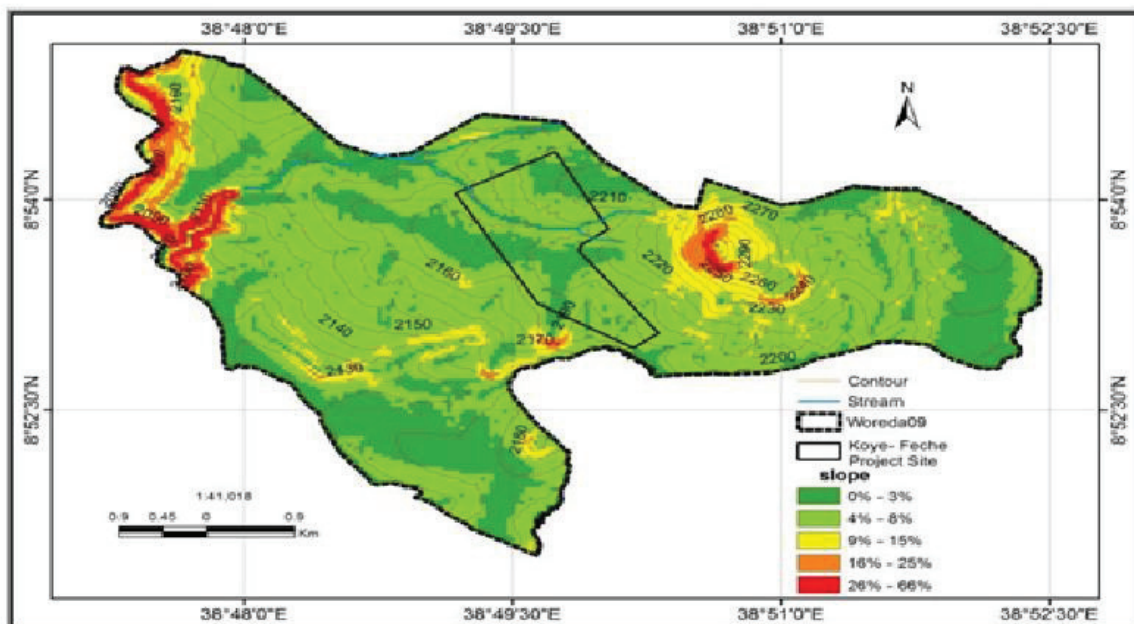 38°48'0"E 38°49'30"E 38°51'0"E 38°52'30"E
N
8°54'0"N 8°54'0"N
8°52'30"N 8°52'30"N
2160
2210
2270
2260
2220
2260
2160
2140
2150
2130
2170
2230
2200
2150
Contour
Stream
Woreda09
Koye- Feche
Project Site
slope
0% - 3%
4% - 8%
9% - 15%
16% - 25%
26% - 66%
1:41,018
0.9 0.45 0 0.9
Km
38°48'0"E 38°49'30"E 38°51'0"E 38°52'30"E